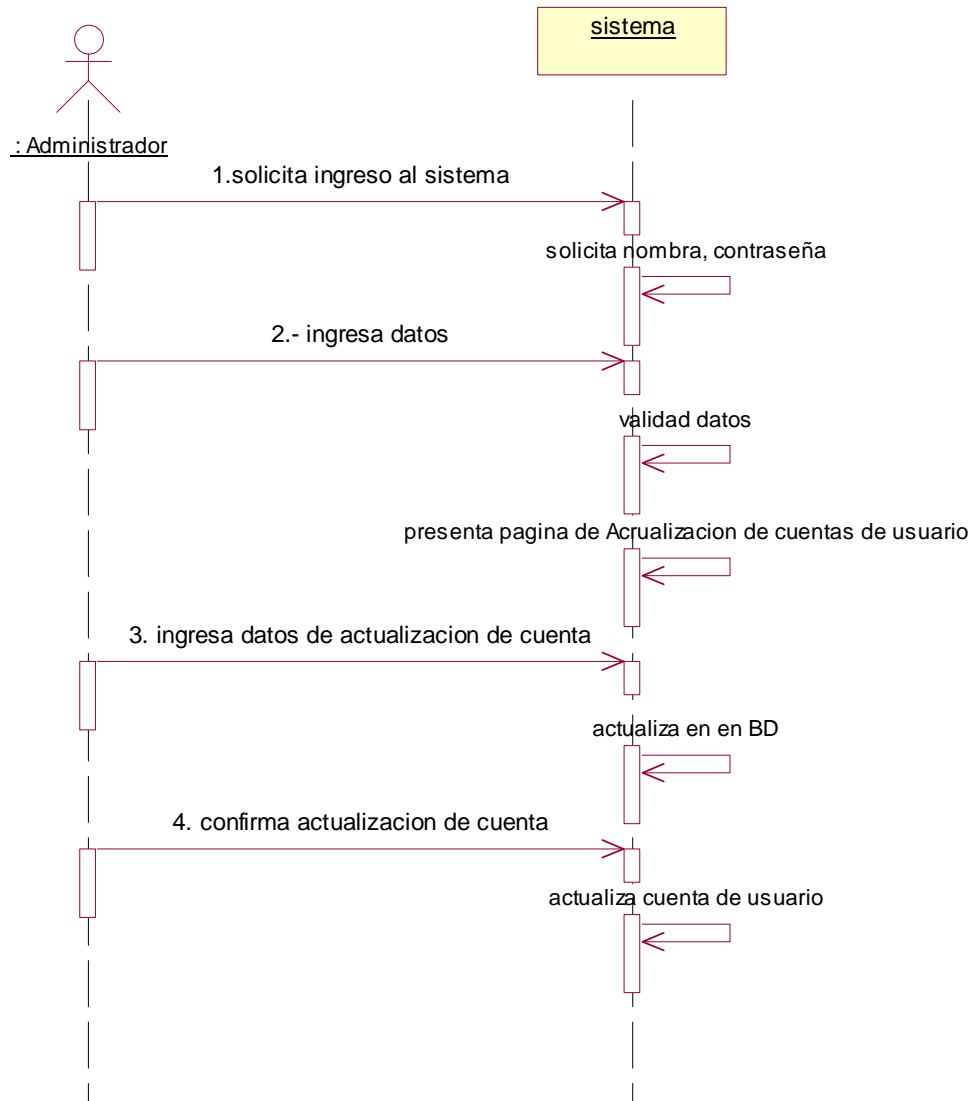 sistema
: Administrador
1.solicita ingreso al sistema
solicita nombra, contraseña
2.- ingresa datos
validad datos
presenta pagina de Acrualizacion de cuentas de usuario
3. ingresa datos de actualizacion de cuenta
actualiza en en BD
4. confirma actualizacion de cuenta
actualiza cuenta de usuario